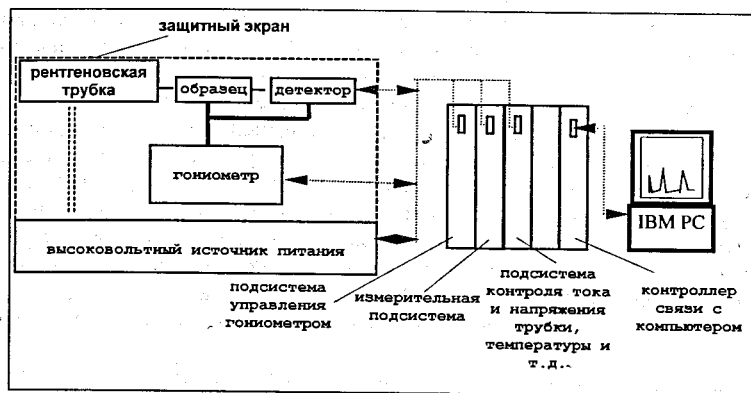 защитный экран
рентгеновская
трубка
образец
детектор
гониометр
высоковольтный источник питания
IBM PC
подсистема
управления
гониометром
измерительная
подсистема
подсистема
контроля тока
и напряжения
трубки,
температуры и
т.д..
контроллер
связи с
компьютером